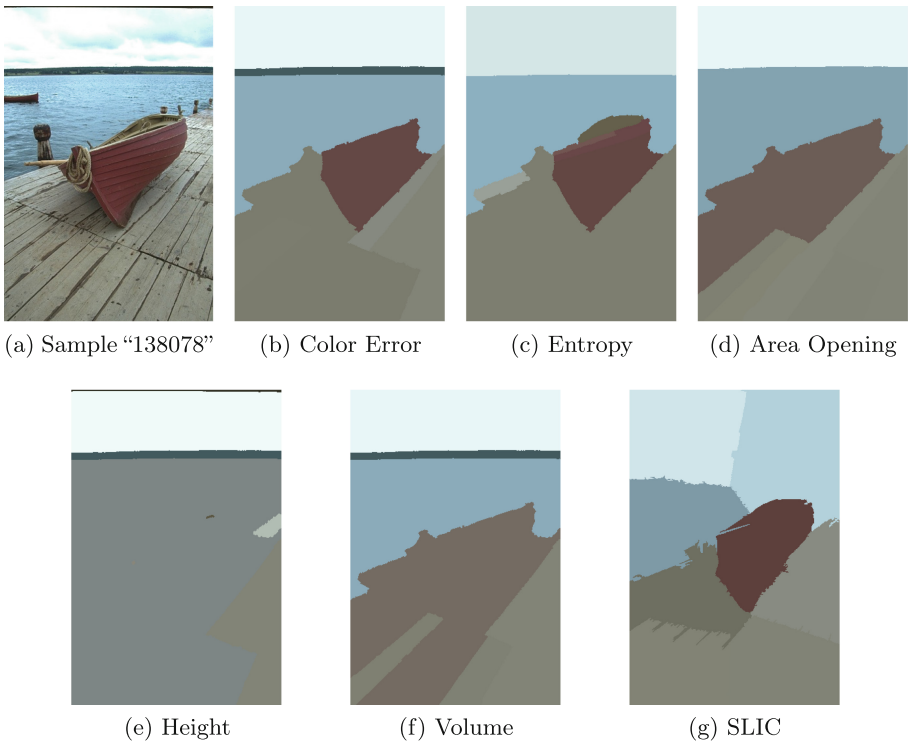 (a) Sample “138078”
(b) Color Error
(c) Entropy
(d) Area Opening
(e) Height
(f) Volume
(g) SLIC